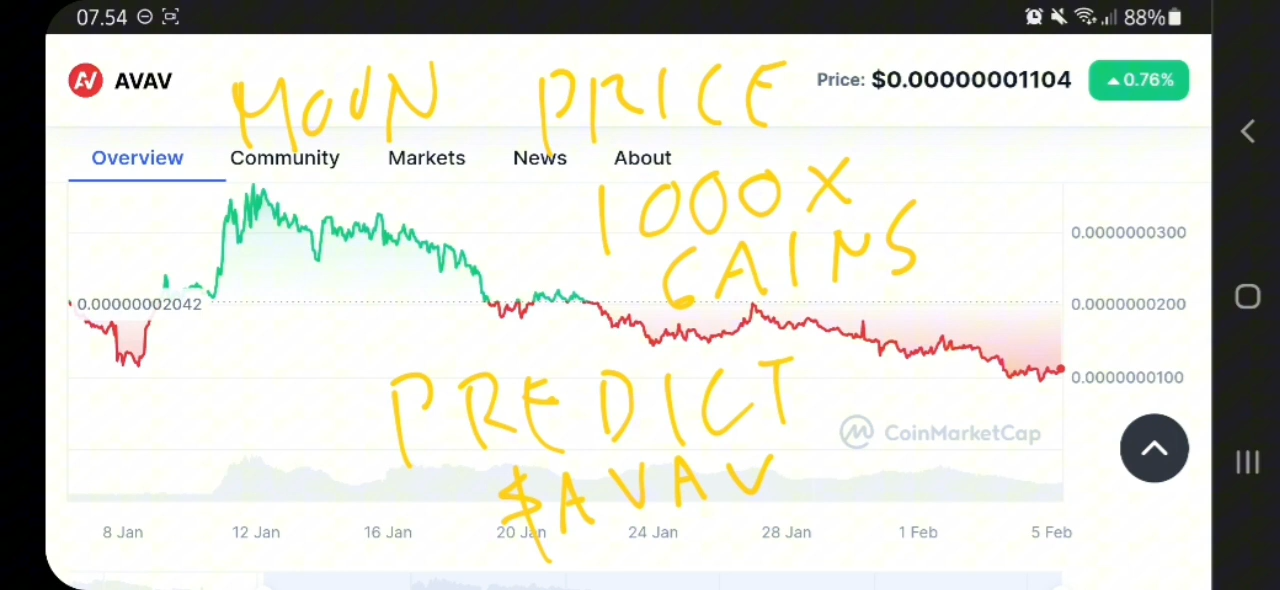 07.54 88%
AVAV
Price: $0.00000001104 0.76%
MOON PRICE
Overview Community Markets News About
1000X
GAINS
0.0000000300
0.00000002042
0.0000000200
PREDICT
0.0000000100
$AVAV
CoinMarketCap
8 Jan 12 Jan 16 Jan 20 Jan 24 Jan 28 Jan 1 Feb 5 Feb